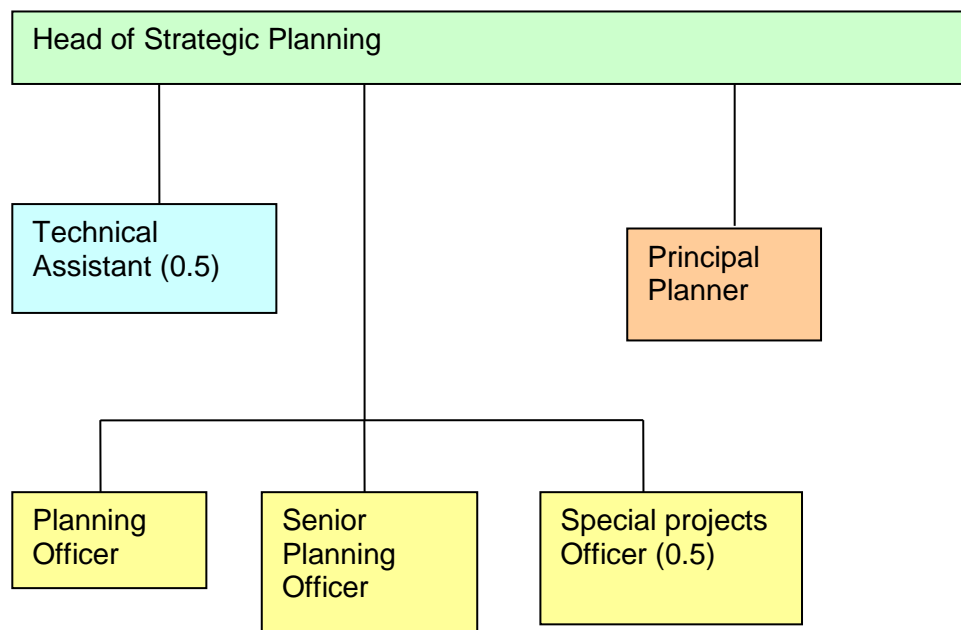 Head of Strategic Planning
Technical
Assistant (0.5)
Principal
Planner
Planning
Officer
Senior
Planning
Officer
Special projects
Officer (0.5)